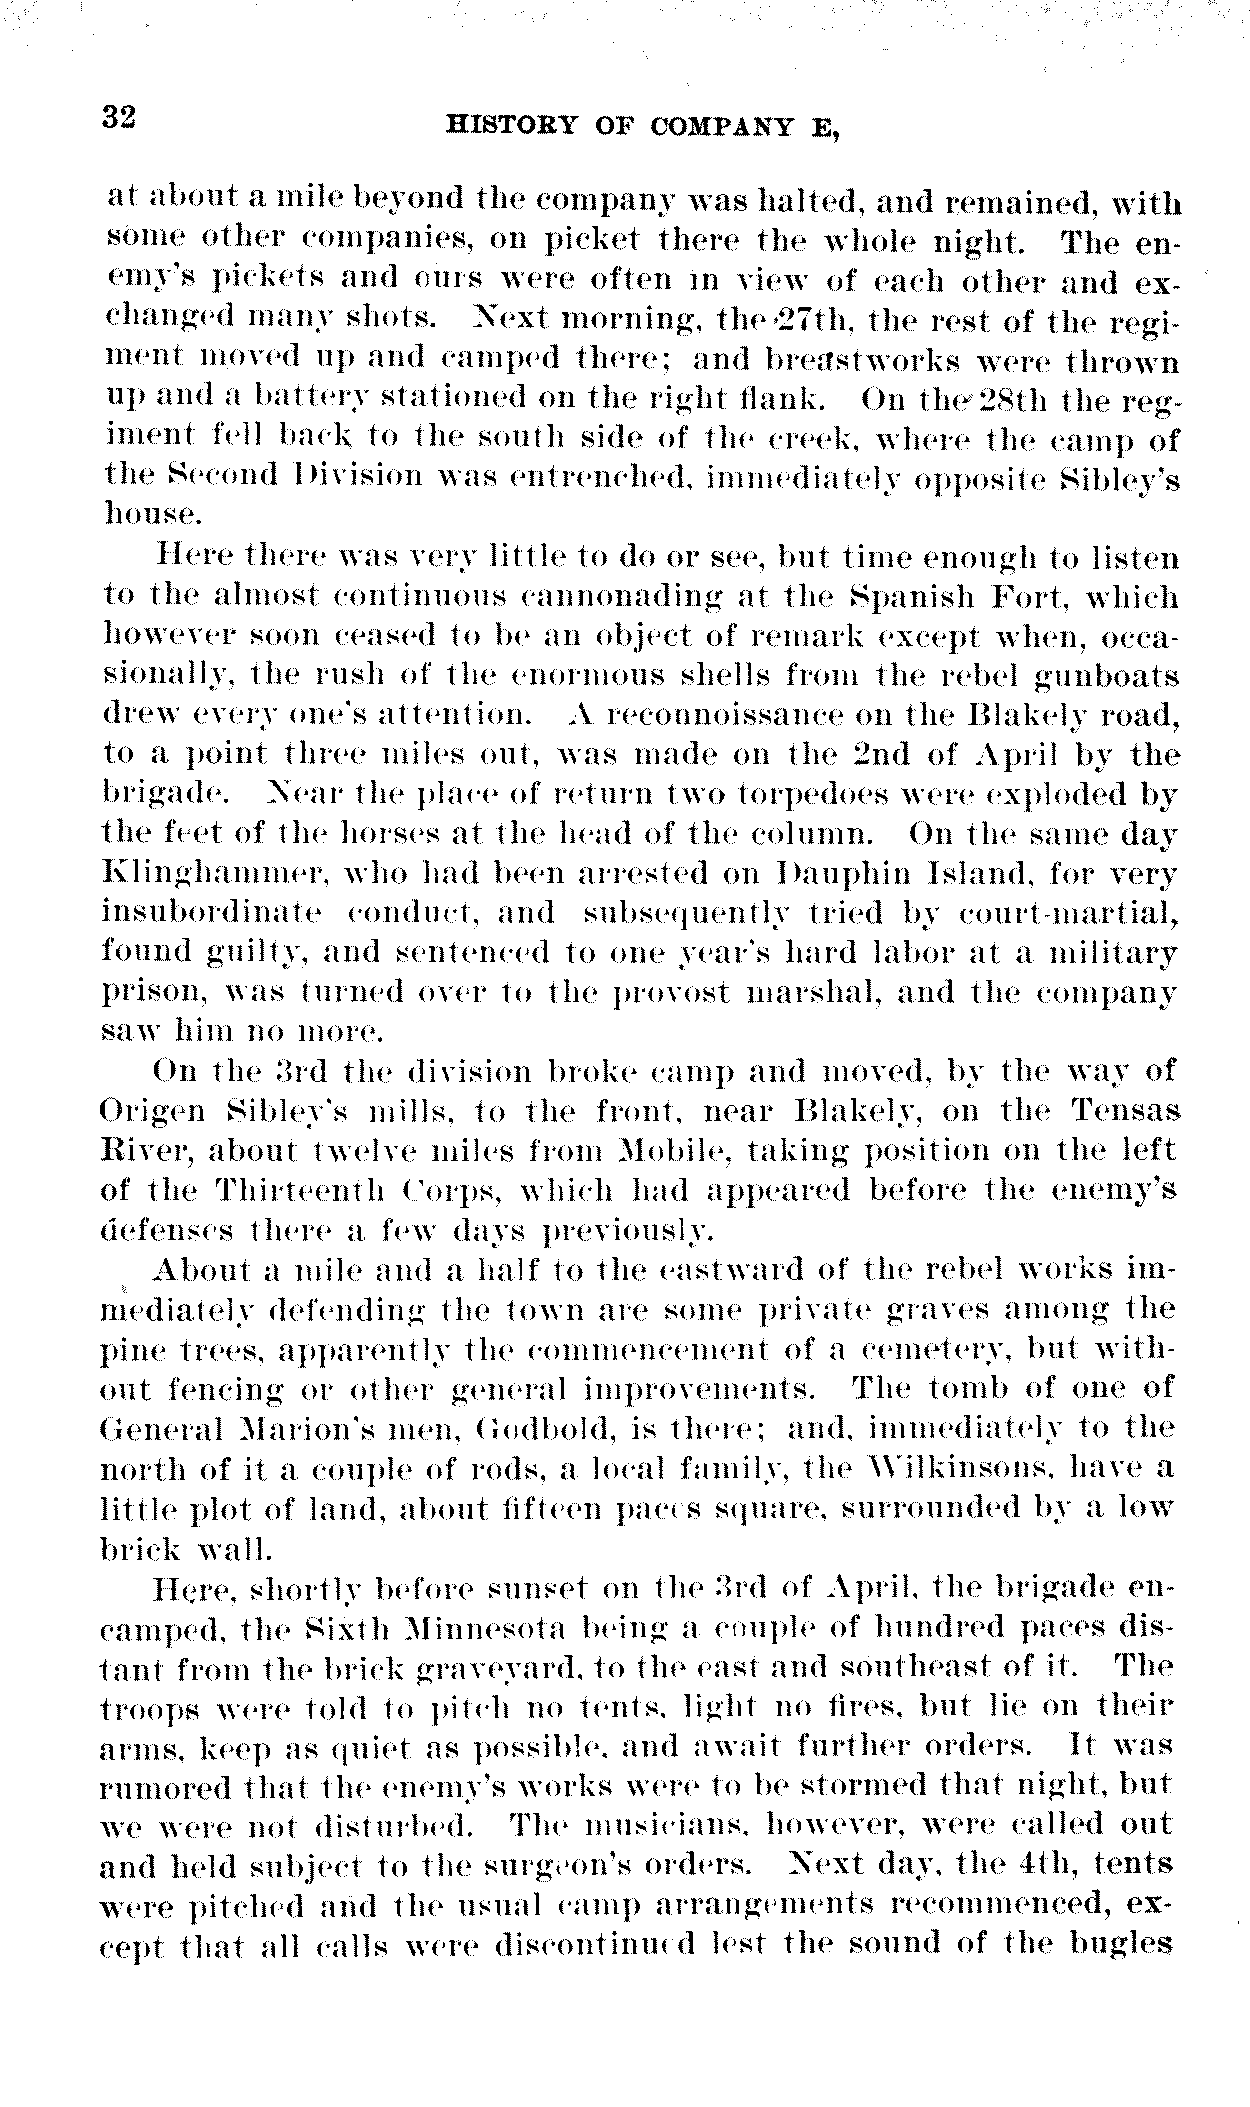 32
HISTORY OF COMPANY E,
at about a mile beyond the company was halted, and remained, with
some other companies, on picket there the whole night. The en-
emy's pickets and ours were often in view of each other and ex-
changed many shots. Next morning, the 27th, the rest of the regi-
ment moved up and camped there; and breastworks were thrown
up and a battery stationed on the right flank. On the 28th the reg-
iment fell back to the south side of the creek, where the camp of
the Second Division was entrenched, immediately opposite Sibley's
house.
Here there was very little to do or see, but time enough to listen
to the almost continuous cannonading at the Spanish Fort, which
however soon ceased to be an object of remark except when, occa-
sionally, the rush of the enormous shells from the rebel gunboats
drew every one's attention. A reconnoissance on the Blakely road,
to a point three miles out, was made on the 2nd of April by the
brigade. Near the place of return two torpedoes were exploded by
the feet of the horses at the head of the column. On the same day
Klinghammer, who had been arrested on Dauphin Island, for very
insubordinate conduct, and subsequently tried by court-martial,
found guilty, and sentenced to one year's hard labor at a military
prison, was turned over to the provost marshal, and the company
saw him no more.
On the 3rd the division broke camp and moved, by the way of
Origen Sibley's mills, to the front, near Blakely, on the Tensas
River, about twelve miles from Mobile, taking position on the left
of the Thirteenth Corps, which had appeared before the enemy's
defenses there a few days previously.
About a mile and a half to the eastward of the rebel works im-
mediately defending the town are some private graves among the
pine trees, apparently the commencement of a cemetery, but with-
out fencing or other general improvements. The tomb of one of
General Marion's men, Godbold, is there; and, immediately to the
north of it a couple of rods, a local family, the Wilkinsons, have a
little plot of land, about fifteen paces square, surrounded by a low
brick wall.
Here, shortly before sunset on the 3rd of April, the brigade en-
camped, the Sixth Minnesota being a couple of hundred paces dis-
tant from the brick graveyard, to the east and southeast of it. The
troops were told to pitch no tents, light no fires, but lie on their
arms, keep as quiet as possible, and await further orders. It was
rumored that the enemy's works were to be stormed that night, but
we were not disturbed. The musicians, however, were called out
and held subject to the surgeon's orders. Next day, the 4th, tents
were pitched and the usual camp arrangements recommenced, ex-
cept that all calls were discontinued lest the sound of the bugles